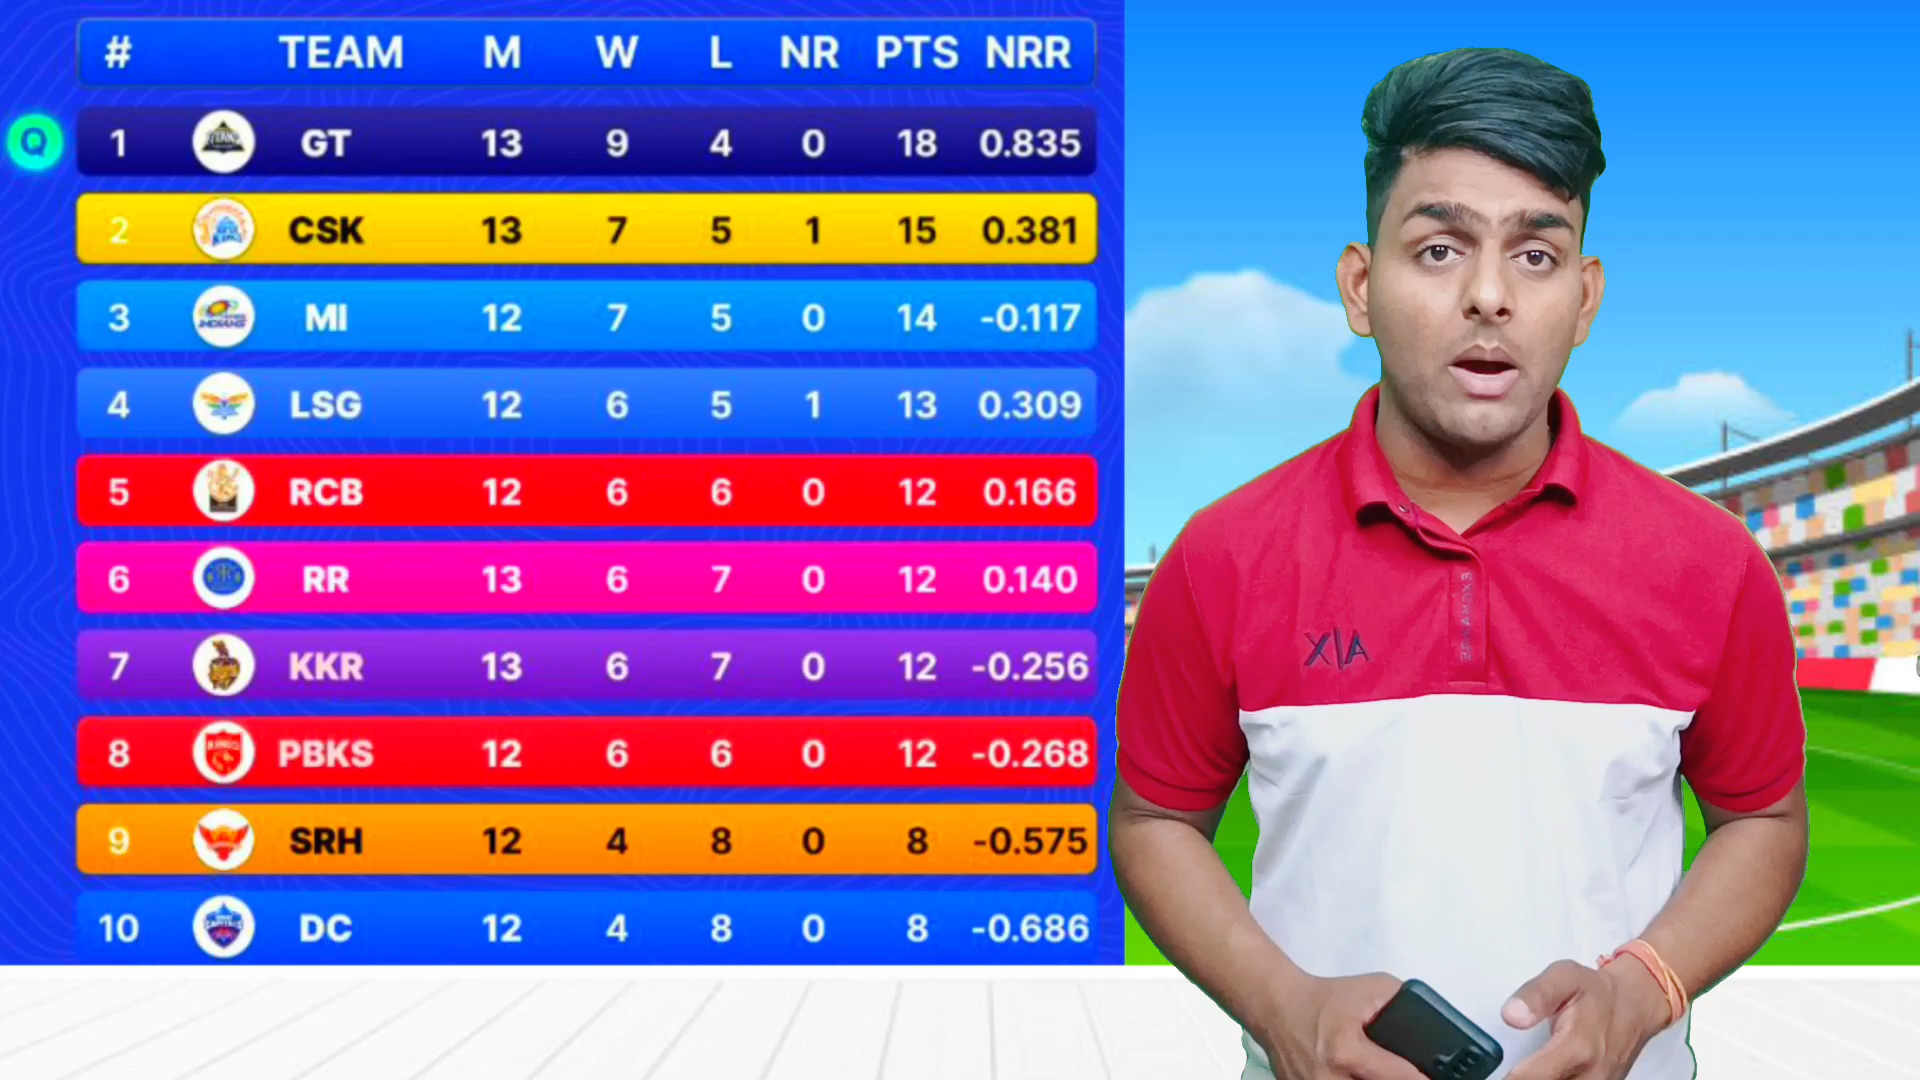 # TEAM M W L NR PTS NRR
Q 1 GT 13 9 4 0 18 0.835
2 CSK 13 7 5 1 15 0.381
3 MI 12 7 5 0 14 -0.117
4 LSG 12 6 5 1 13 0.309
5 RCB 12 6 6 0 12 0.166
6 RR 13 6 7 0 12 0.140
7 KKR 13 6 7 0 12 -0.256
8 PBKS 12 6 6 0 12 -0.268
9 SRH 12 4 8 0 8 -0.575
10 DC 12 4 8 0 8 -0.686
X|A